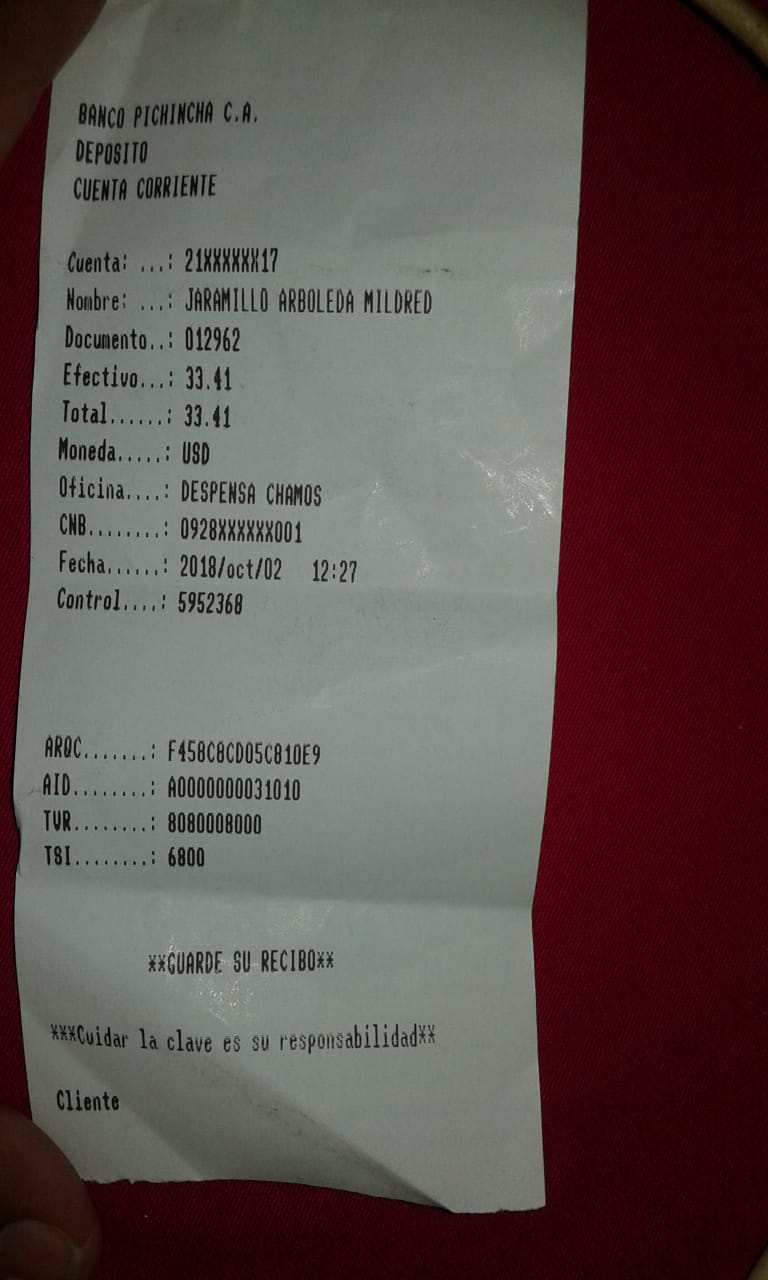 BANCO PICHINCHA C.A.
DEPOSITO
CUENTA CORRIENTE
Cuenta: ...: 21XXXXXX17
Nombre: ...: JARAMILLO ARBOLEDA MILDRED
Documento..: 012962
Efectivo...: 33.41
Total......: 33.41
Moneda.....: USD
Oficina....: DESPENSA CHAMOS
CNB........: 0928XXXXXX001
Fecha......: 2018/oct/02 12:27
Control....: 5952368
ARQC.......: F458C8CD05C810E9
AID........: A0000000031010
TVR........: 8080008000
TSI........: 6800
**GUARDE SU RECIBO**
***Cuidar la clave es su responsabilidad**
Cliente